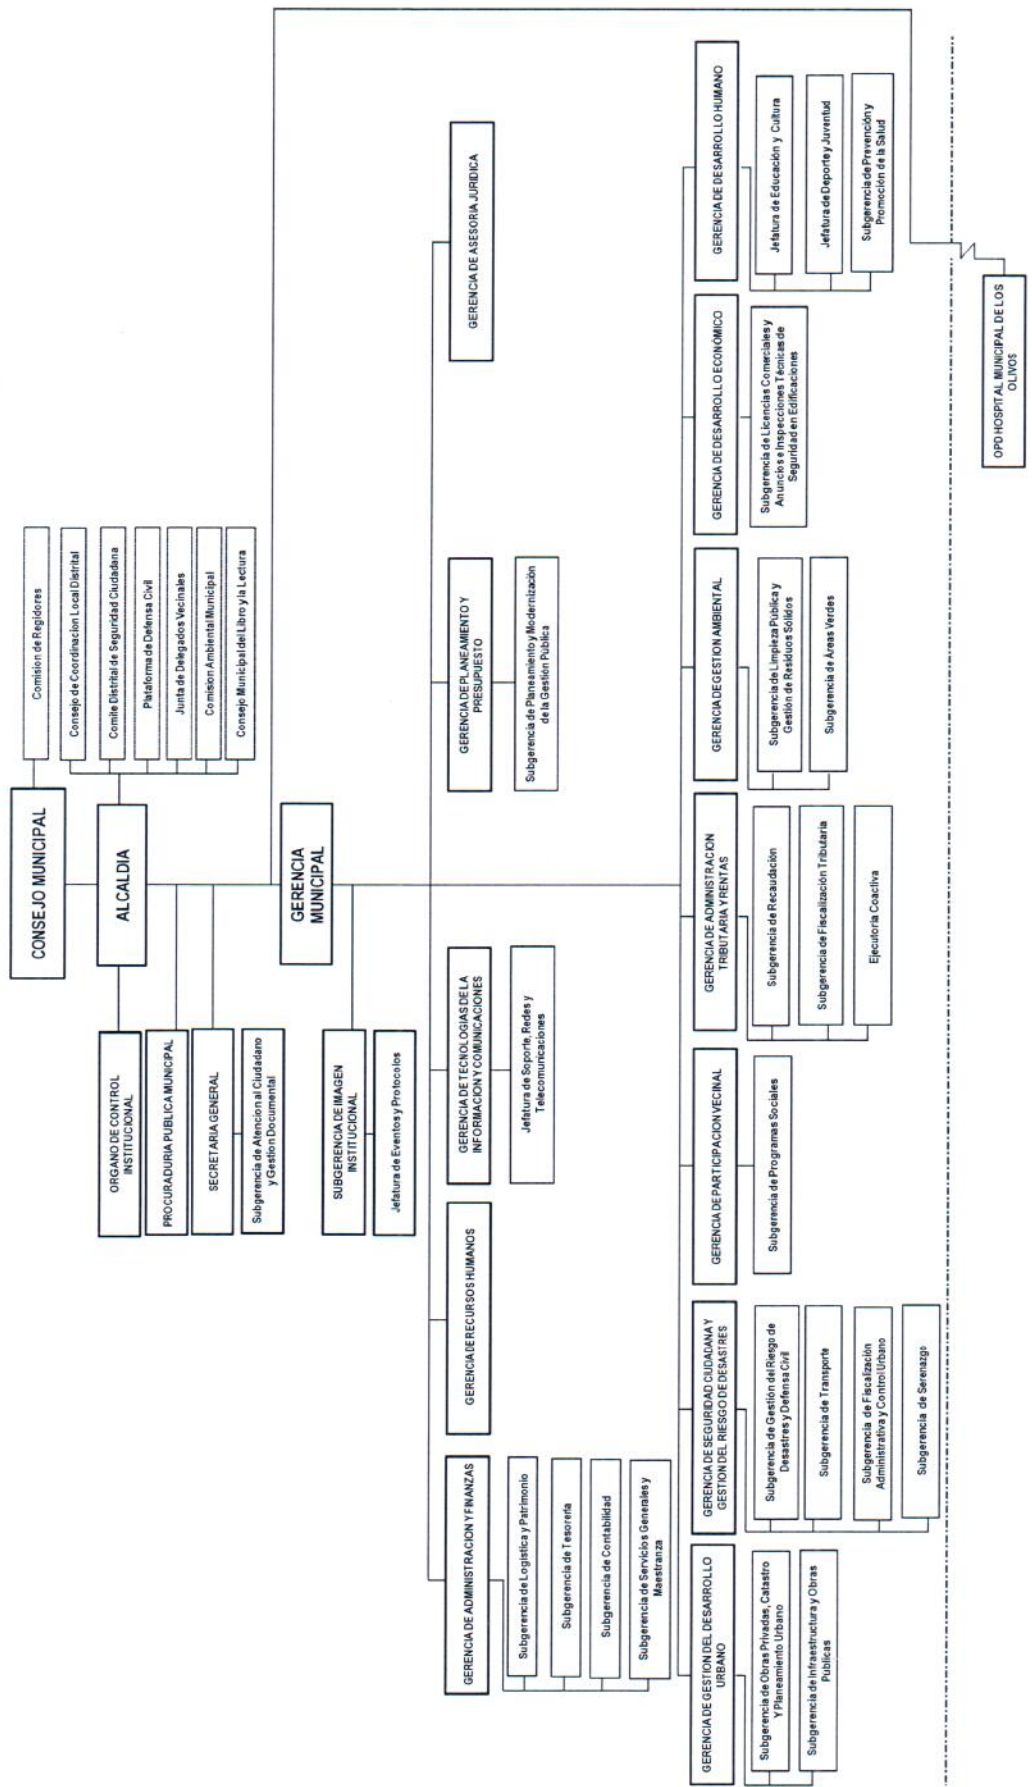 CONSEJO MUNICIPAL
Comision de Regidores
ALCALDIA
Consejo de Coordinacion Local Distrital
Comite Distrital de Seguridad Ciudadana
Plataforma de Defensa Civil
Junta de Delegados Vecinales
Comision Ambiental Municipal
Consejo Municipal del Libro y la Lectura
ORGANO DE CONTROL
INSTITUCIONAL
PROCURADURIA PUBLICA MUNICIPAL
SECRETARIA GENERAL
Subgerencia de Atencion al Ciudadano
y Gestion Documental
GERENCIA
MUNICIPAL
SUBGERENCIA DE IMAGEN
INSTITUCIONAL
Jefatura de Eventos y Protocolos
GERENCIA DE ADMINISTRACION Y FINANZAS
Subgerencia de Logística y Patrimonio
Subgerencia de Tesorería
Subgerencia de Contabilidad
Subgerencia de Servicios Generales y
Maestranza
GERENCIA DE RECURSOS HUMANOS
GERENCIA DE TECNOLOGIAS DE LA
INFORMACION Y COMUNICACIONES
Jefatura de Soporte, Redes y
Telecomunicaciones
GERENCIA DE PLANEAMIENTO Y
PRESUPUESTO
Subgerencia de Planeamiento y Modernización
de la Gestión Pública
GERENCIA DE ASESORIA JURIDICA
GERENCIA DE GESTION DEL DESARROLLO
URBANO
Subgerencia de Obras Privadas, Catastro
Y Planeamiento Urbano
Subgerencia de Infraestructura y Obras
Públicas
GERENCIA DE SEGURIDAD CIUDADANA Y
GESTION DEL RIESGO DE DESASTRES
Subgerencia de Gestión del Riesgo de
Desastres y Defensa Civil
Subgerencia de Transporte
Subgerencia de Fiscalización
Administrativa y Control Urbano
Subgerencia de Serenazgo
GERENCIA DE PARTICIPACION VECINAL
Subgerencia de Programas Sociales
GERENCIA DE ADMINISTRACION
TRIBUTARIA Y RENTAS
Subgerencia de Recaudación
Subgerencia de Fiscalización Tributaria
Ejecutoria Coactiva
GERENCIA DE GESTION AMBIENTAL
Subgerencia de Limpieza Pública y
Gestión de Residuos Sólidos
Subgerencia de Áreas Verdes
GERENCIA DE DESARROLLO ECONÓMICO
Subgerencia de Licencias Comerciales y
Anuncios e Inspecciones Técnicas de
Seguridad en Edificaciones
GERENCIA DE DESARROLLO HUMANO
Jefatura de Educación y Cultura
Jefatura de Deporte y Juventud
Subgerencia de Prevención y
Promoción de la Salud
OPD HOSPITAL MUNICIPAL DE LOS
OLIVOS